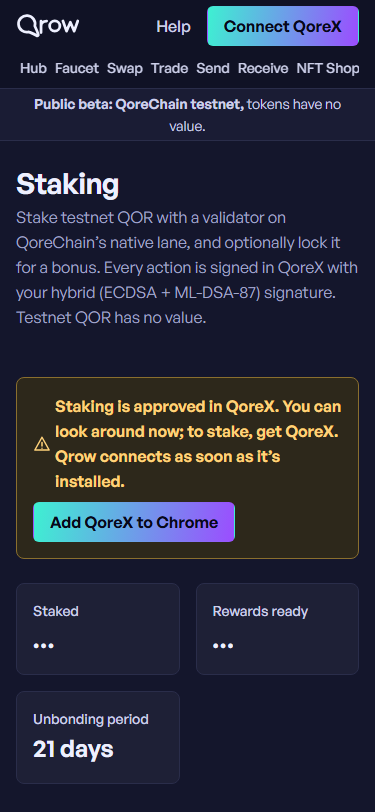 Qrow
Help
Connect QoreX
Hub Faucet Swap Trade Send Receive NFT Shop
Public beta: QoreChain testnet, tokens have no
value.
Staking
Stake testnet QOR with a validator on
QoreChain’s native lane, and optionally lock it
for a bonus. Every action is signed in QoreX with
your hybrid (ECDSA + ML-DSA-87) signature.
Testnet QOR has no value.
Staking is approved in QoreX. You can
look around now; to stake, get QoreX.
Qrow connects as soon as it’s
installed.
Add QoreX to Chrome
Staked
•••
Rewards ready
•••
Unbonding period
21 days